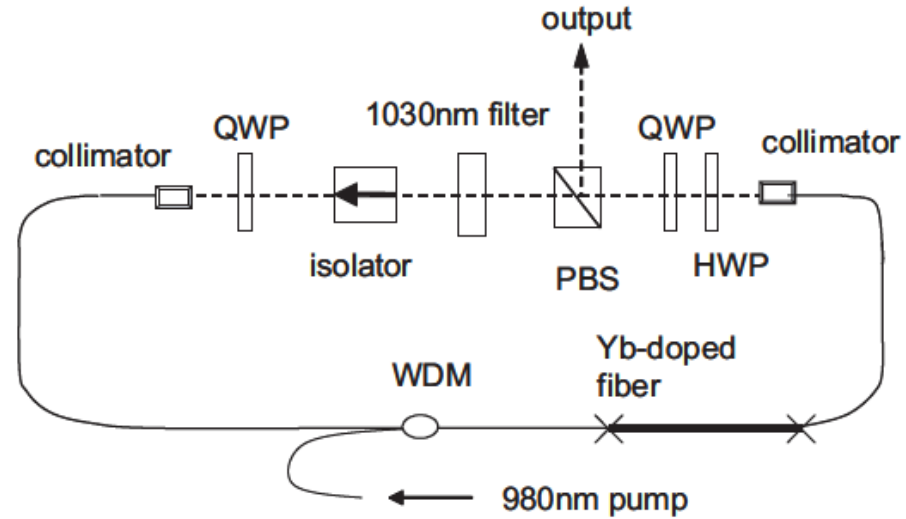 output
QWP
1030nm filter
QWP
collimator
collimator
isolator
PBS
HWP
WDM
Yb-doped
fiber
980nm pump